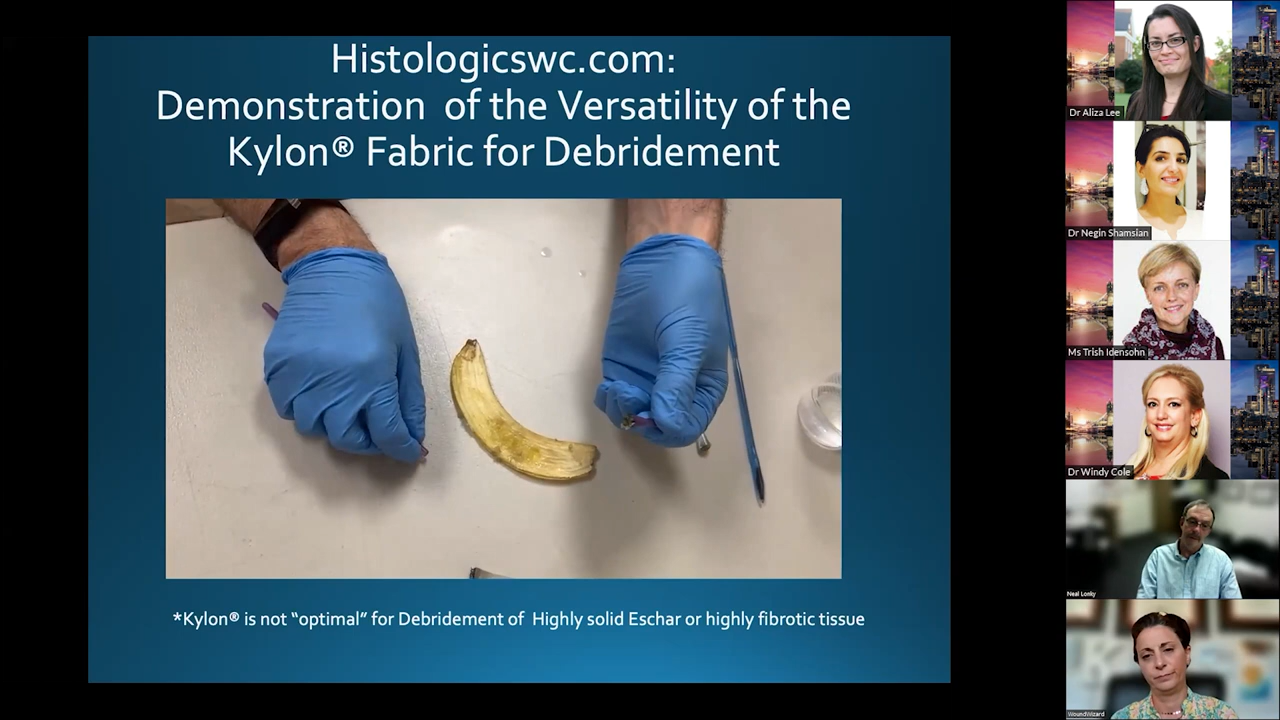 Histologicswc.com:
Demonstration of the Versatility of the
Kylon® Fabric for Debridement
*Kylon® is not “optimal” for Debridement of Highly solid Eschar or highly fibrotic tissue
Dr Aliza Lee
Dr Negin Shamsian
Ms Trish Idensohn
Dr Windy Cole
Neal Lonky
WoundWizard